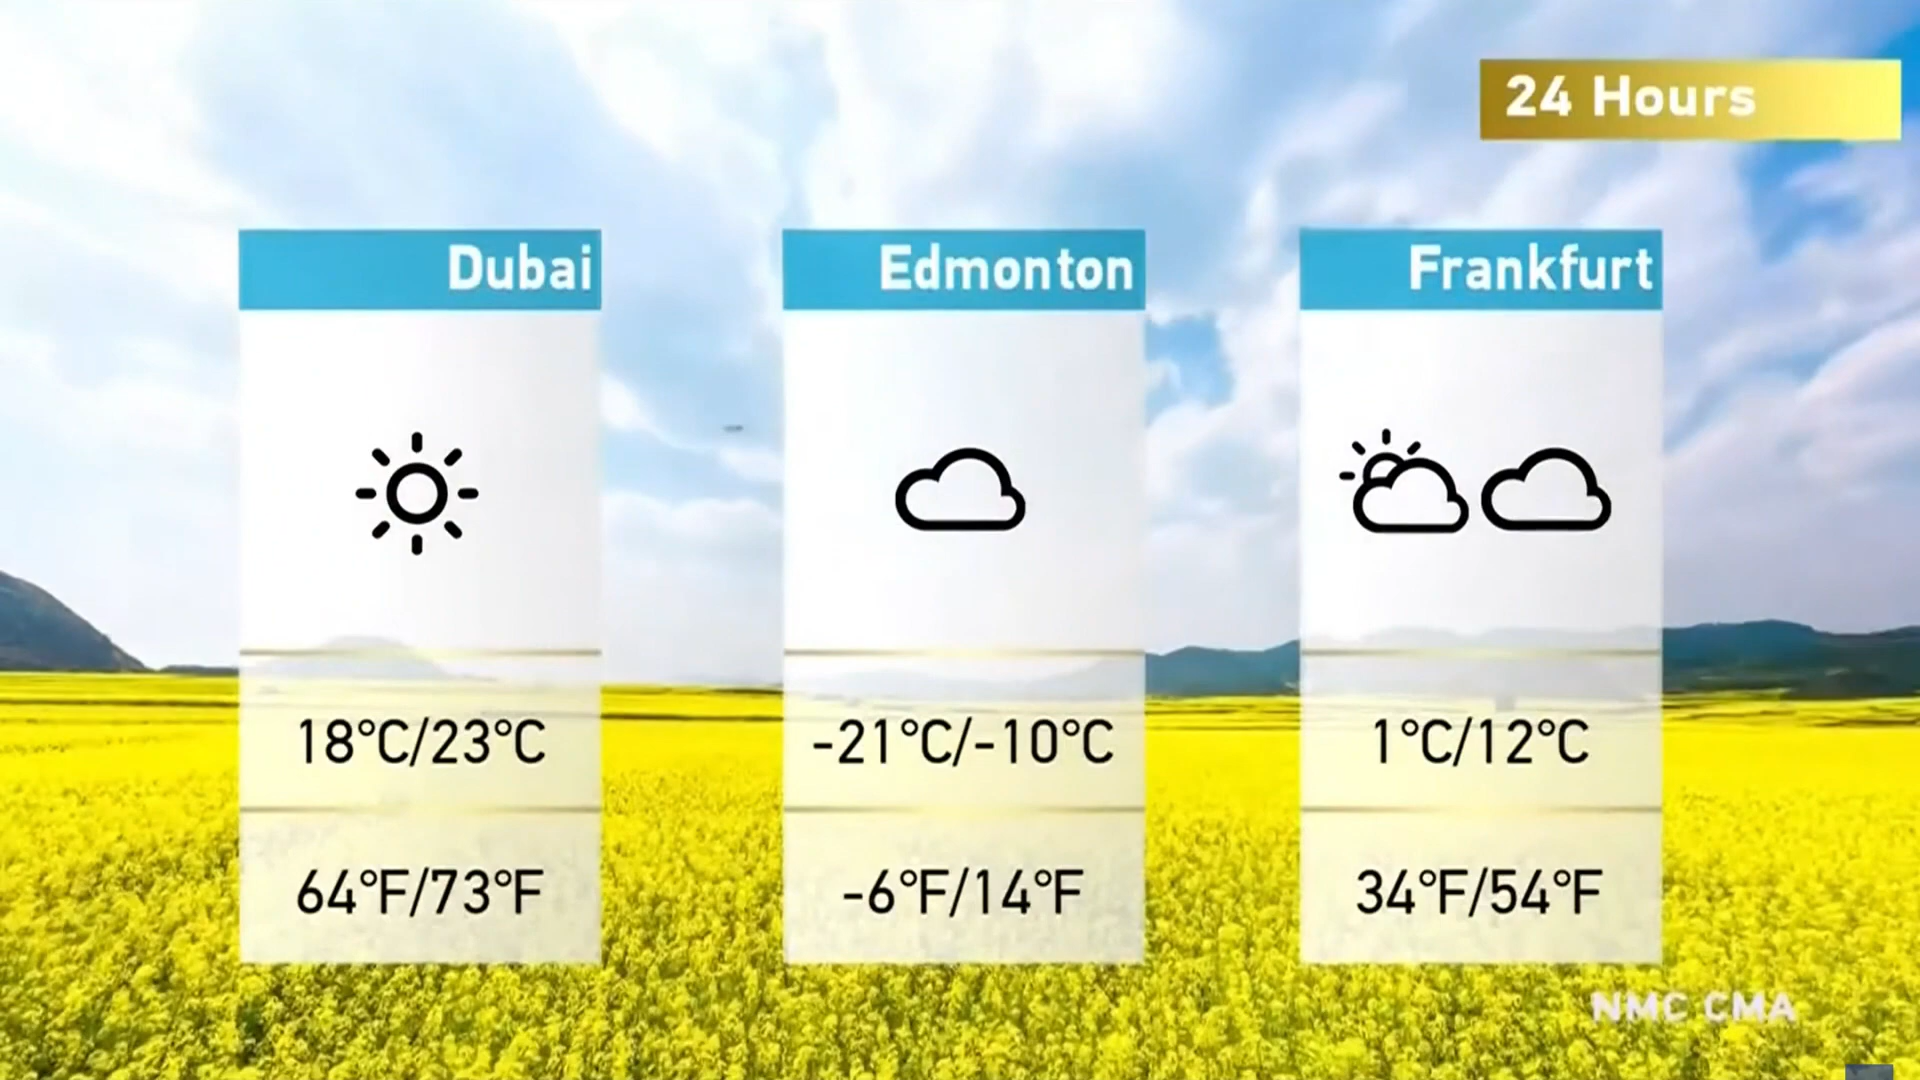 24 Hours
Dubai
18°C/23°C
64°F/73°F
Edmonton
-21°C/-10°C
-6°F/14°F
Frankfurt
1°C/12°C
34°F/54°F
NMC CMA